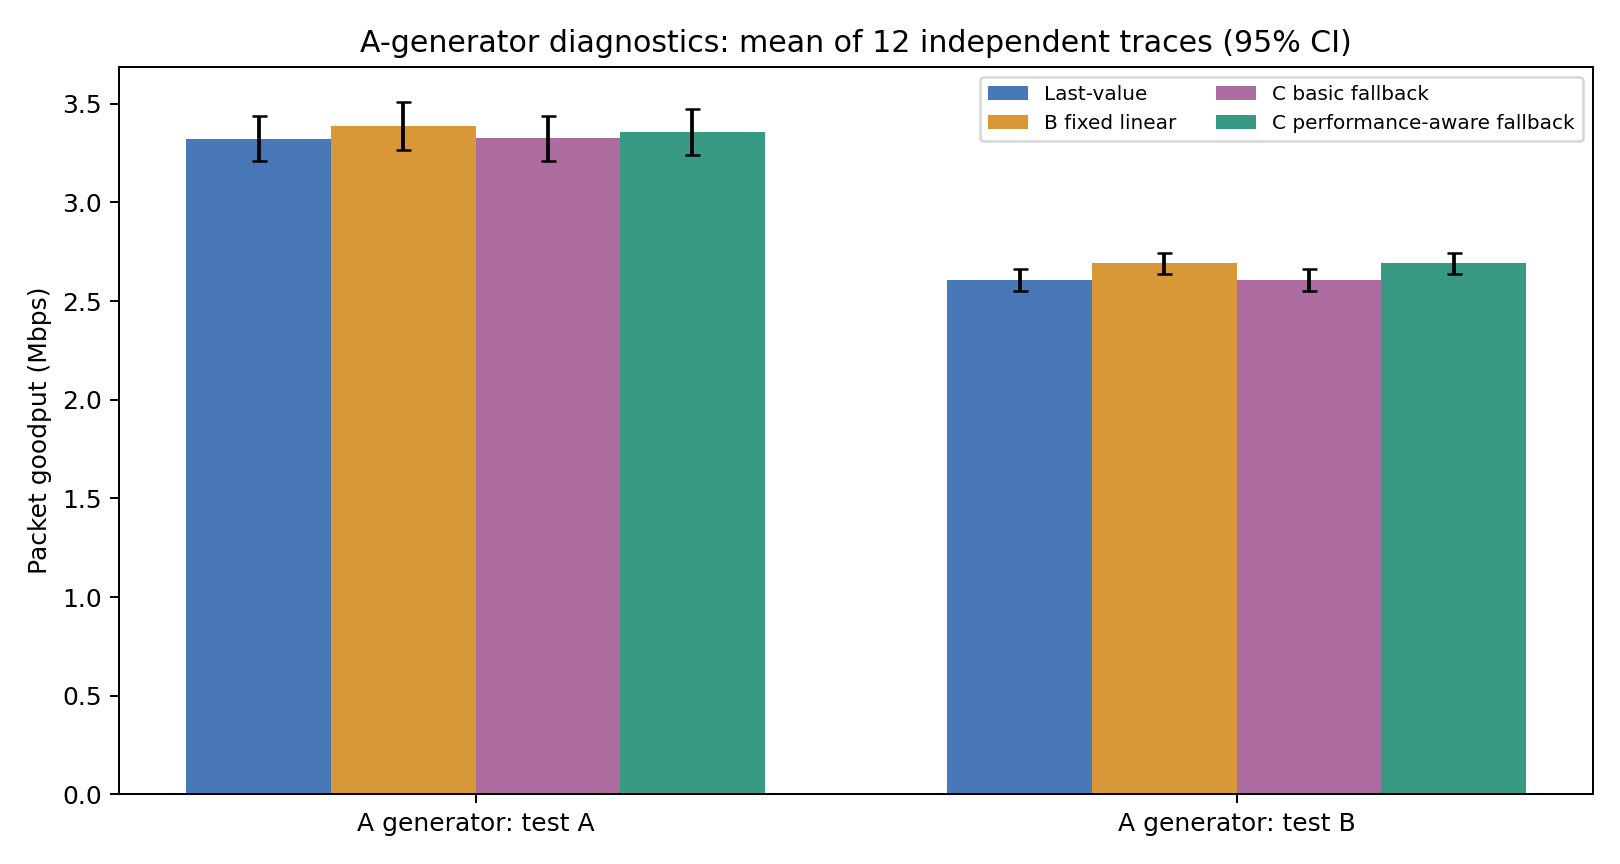 A-generator diagnostics: mean of 12 independent traces (95% CI)
Last-value
B fixed linear
C basic fallback
C performance-aware fallback
Packet goodput (Mbps)
3.5
3.0
2.5
2.0
1.5
1.0
0.5
0.0
A generator: test A
A generator: test B